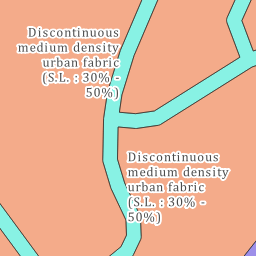 Discontinuous
medium density
urban fabric
(S.L. : 30% -
50%)
Discontinuous
medium density
urban fabric
(S.L. : 30% -
50%)